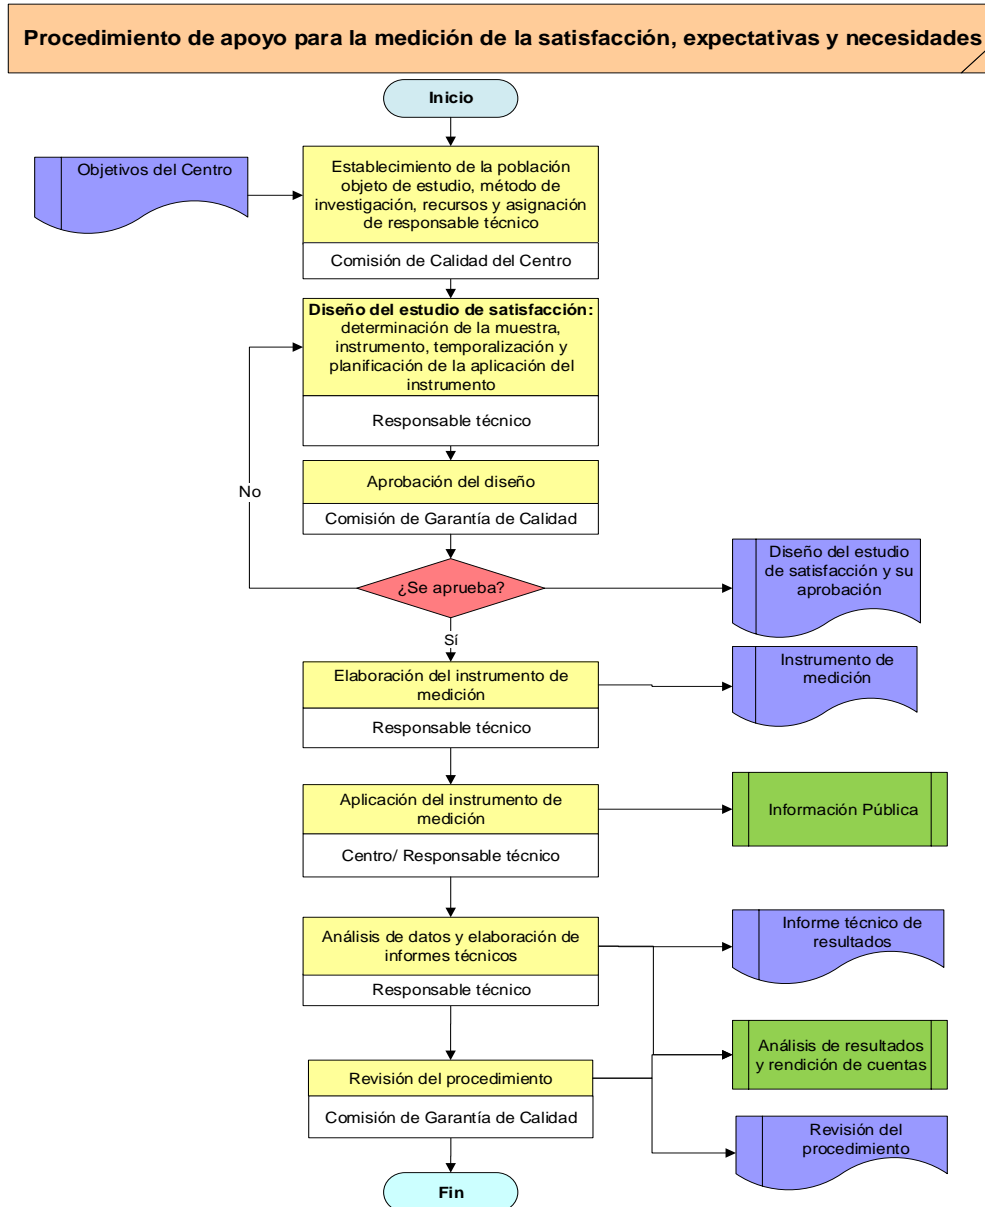 Procedimiento de apoyo para la medición de la satisfacción, expectativas y necesidades
Inicio
Objetivos del Centro
Establecimiento de la población
objeto de estudio, método de
investigación, recursos y asignación
de responsable técnico
Comisión de Calidad del Centro
Diseño del estudio de satisfacción:
determinación de la muestra,
instrumento, temporalización y
planificación de la aplicación del
instrumento
Responsable técnico
Aprobación del diseño
Comisión de Garantía de Calidad
No
¿Se aprueba?
Diseño del estudio
de satisfacción y su
aprobación
Sí
Elaboración del instrumento de
medición
Responsable técnico
Instrumento de
medición
Aplicación del instrumento de
medición
Centro/ Responsable técnico
Información Pública
Análisis de datos y elaboración de
informes técnicos
Responsable técnico
Informe técnico de
resultados
Análisis de resultados
y rendición de cuentas
Revisión del procedimiento
Comisión de Garantía de Calidad
Revisión del
procedimiento
Fin